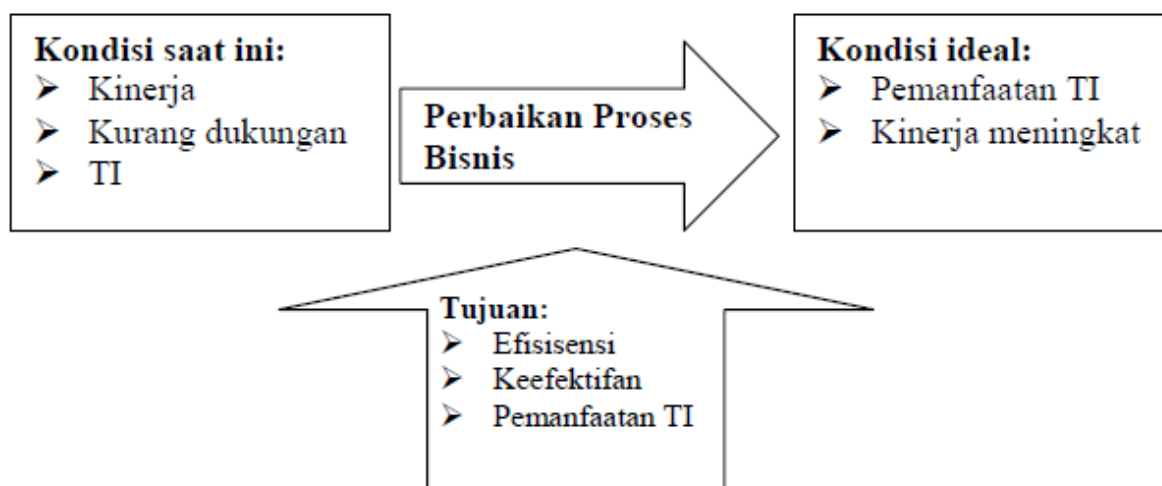 Kondisi saat ini:
➢ Kinerja
➢ Kurang dukungan
➢ TI
Perbaikan Proses
Bisnis
Kondisi ideal:
➢ Pemanfaatan TI
➢ Kinerja meningkat
Tujuan:
➢ Efisisensi
➢ Keefektifan
➢ Pemanfaatan TI